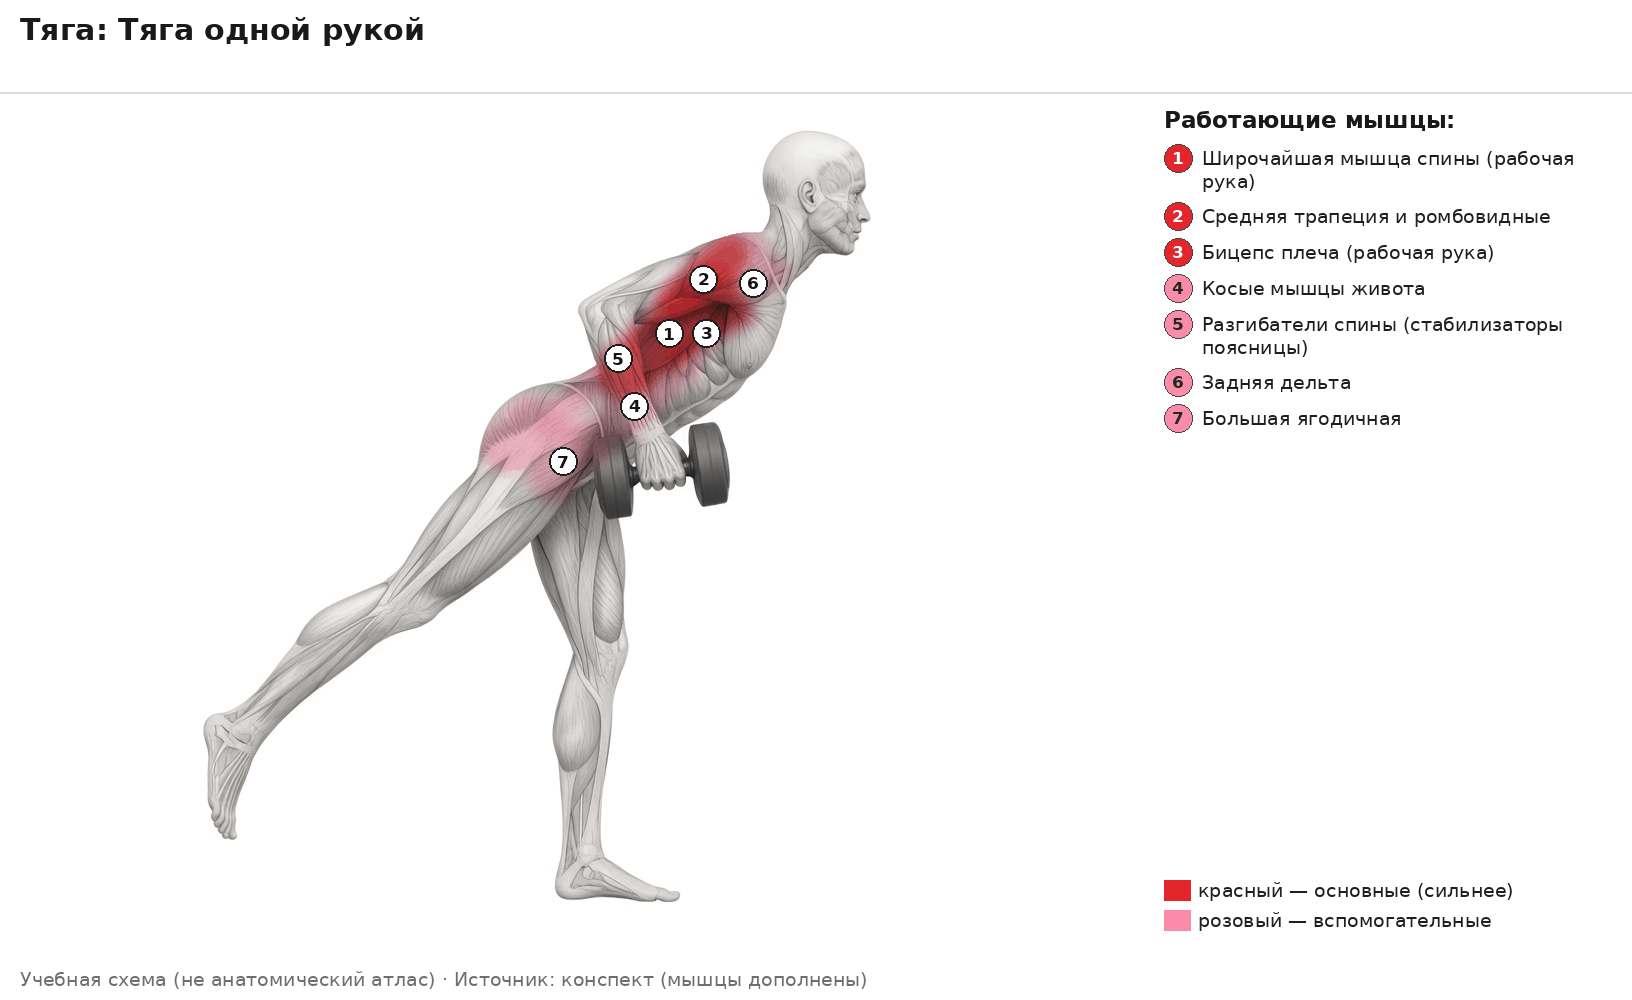 Тяга: Тяга одной рукой
Работающие мышцы:
1 Широчайшая мышца спины (рабочая
рука)
2 Средняя трапеция и ромбовидные
3 Бицепс плеча (рабочая рука)
4 Косые мышцы живота
5 Разгибатели спины (стабилизаторы
поясницы)
6 Задняя дельта
7 Большая ягодичная
2
6
1
3
5
4
7
красный — основные (сильнее)
розовый — вспомогательные
Учебная схема (не анатомический атлас) · Источник: конспект (мышцы дополнены)